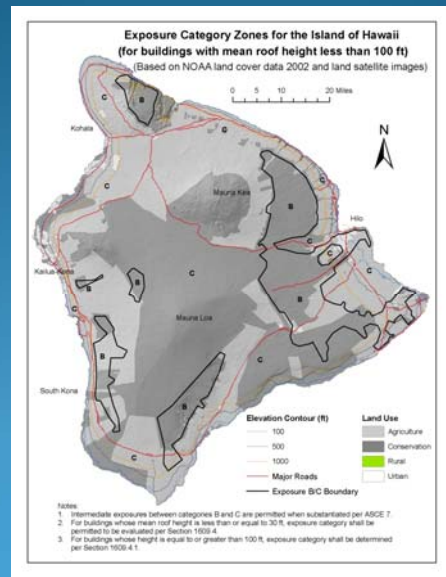 Exposure Category Zones for the Island of Hawaii
(for buildings with mean roof height less than 100 ft)
(Based on NOAA land cover data 2002 and land satellite images)
0 5 10 20 Miles
C
B
Kohala
C
N
Mauna Kea
C
C
B
Hilo
C
C
C
Kailua-Kona
B
B
C
B
C
Mauna Loa
B
South Kona
B
C
C
Elevation Contour (ft)
100
500
1000
Major Roads
Exposure B/C Boundary
Land Use
Agriculture
Conservation
Rural
Urban
Notes
1. Intermediate exposures between categories B and C are permitted when substantiated per ASCE 7.
2. For buildings whose mean roof height is less than or equal to 30 ft, exposure category shall be
permitted to be evaluated per Section 1609.4.
3. For buildings whose height is equal to or greater than 100 ft, exposure category shall be determined
per Section 1609.4.1.